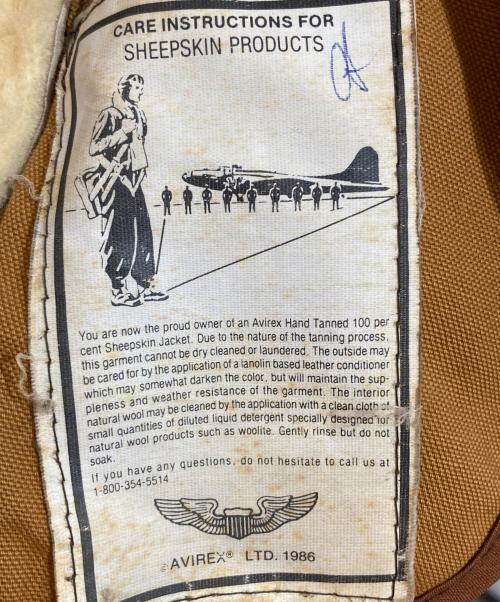 CARE INSTRUCTIONS FOR
SHEEPSKIN PRODUCTS
You are now the proud owner of an Avirex Hand Tanned 100 per
cent Sheepskin Jacket. Due to the nature of the tanning process,
this garment cannot be dry cleaned or laundered. The outside may
be cared for by the application of a lanolin based leather conditioner
which may somewhat darken the color, but will maintain the sup-
pleness and weather resistance of the garment. The interior
natural wool may be cleaned by the application with a clean cloth of
small quantities of diluted liquid detergent specially designed for
natural wool products such as woolite. Gently rinse but do not
soak.
If you have any questions, do not hesitate to call us at
1-800-354-5514
©AVIREX® LTD. 1986